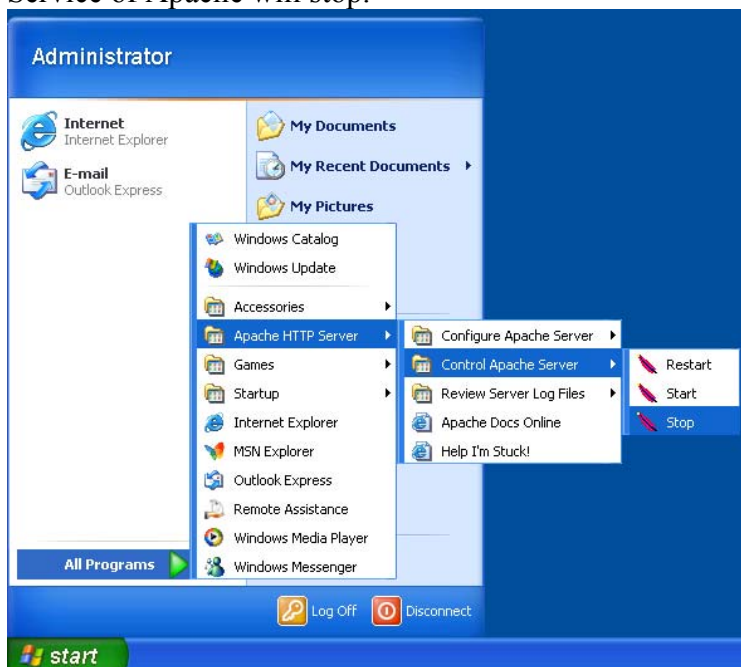 Service of Apache will stop.
Administrator
Internet
Internet Explorer
E-mail
Outlook Express
My Documents
My Recent Documents
My Pictures
Windows Catalog
Windows Update
Accessories
Apache HTTP Server
Games
Startup
Internet Explorer
MSN Explorer
Outlook Express
Remote Assistance
Windows Media Player
Windows Messenger
Configure Apache Server
Control Apache Server
Review Server Log Files
Apache Docs Online
Help I'm Stuck!
Restart
Start
Stop
All Programs
Log Off
Disconnect
start